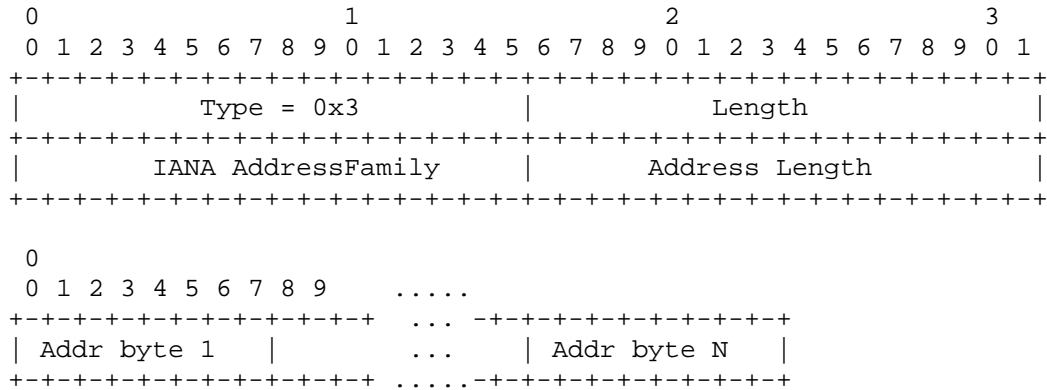 0                   1                   2                   3
 0 1 2 3 4 5 6 7 8 9 0 1 2 3 4 5 6 7 8 9 0 1 2 3 4 5 6 7 8 9 0 1
+-+-+-+-+-+-+-+-+-+-+-+-+-+-+-+-+-+-+-+-+-+-+-+-+-+-+-+-+-+-+-+-+
|           Type = 0x3          |           Length              |
+-+-+-+-+-+-+-+-+-+-+-+-+-+-+-+-+-+-+-+-+-+-+-+-+-+-+-+-+-+-+-+-+
|        IANA AddressFamily     |       Address Length          |
+-+-+-+-+-+-+-+-+-+-+-+-+-+-+-+-+-+-+-+-+-+-+-+-+-+-+-+-+-+-+-+-+
 0
 0 1 2 3 4 5 6 7 8 9    .....
+-+-+-+-+-+-+-+-+-+-+-+  ... -+-+-+-+-+-+-+-+-+-+
| Addr byte 1   |        ...    | Addr byte N   |
+-+-+-+-+-+-+-+-+-+-+-+ .....-+-+-+-+-+-+-+-+-+-+